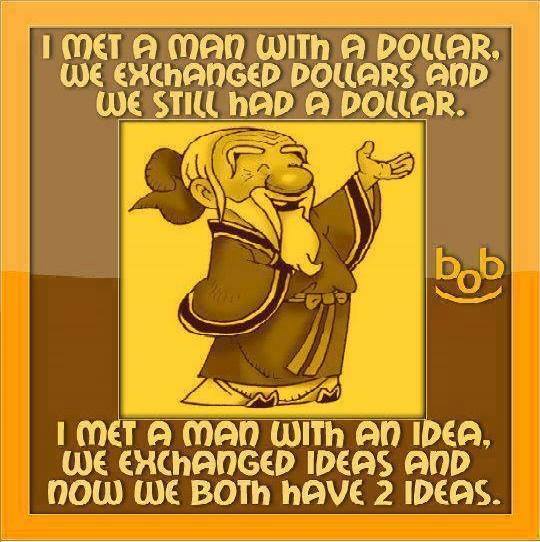 I MET A MAN WITH A DOLLAR,
WE EXCHANGED DOLLARS AND
WE STILL HAD A DOLLAR.
bob
I MET A MAN WITH AN IDEA,
WE EXCHANGED IDEAS AND
NOW WE BOTH HAVE 2 IDEAS.